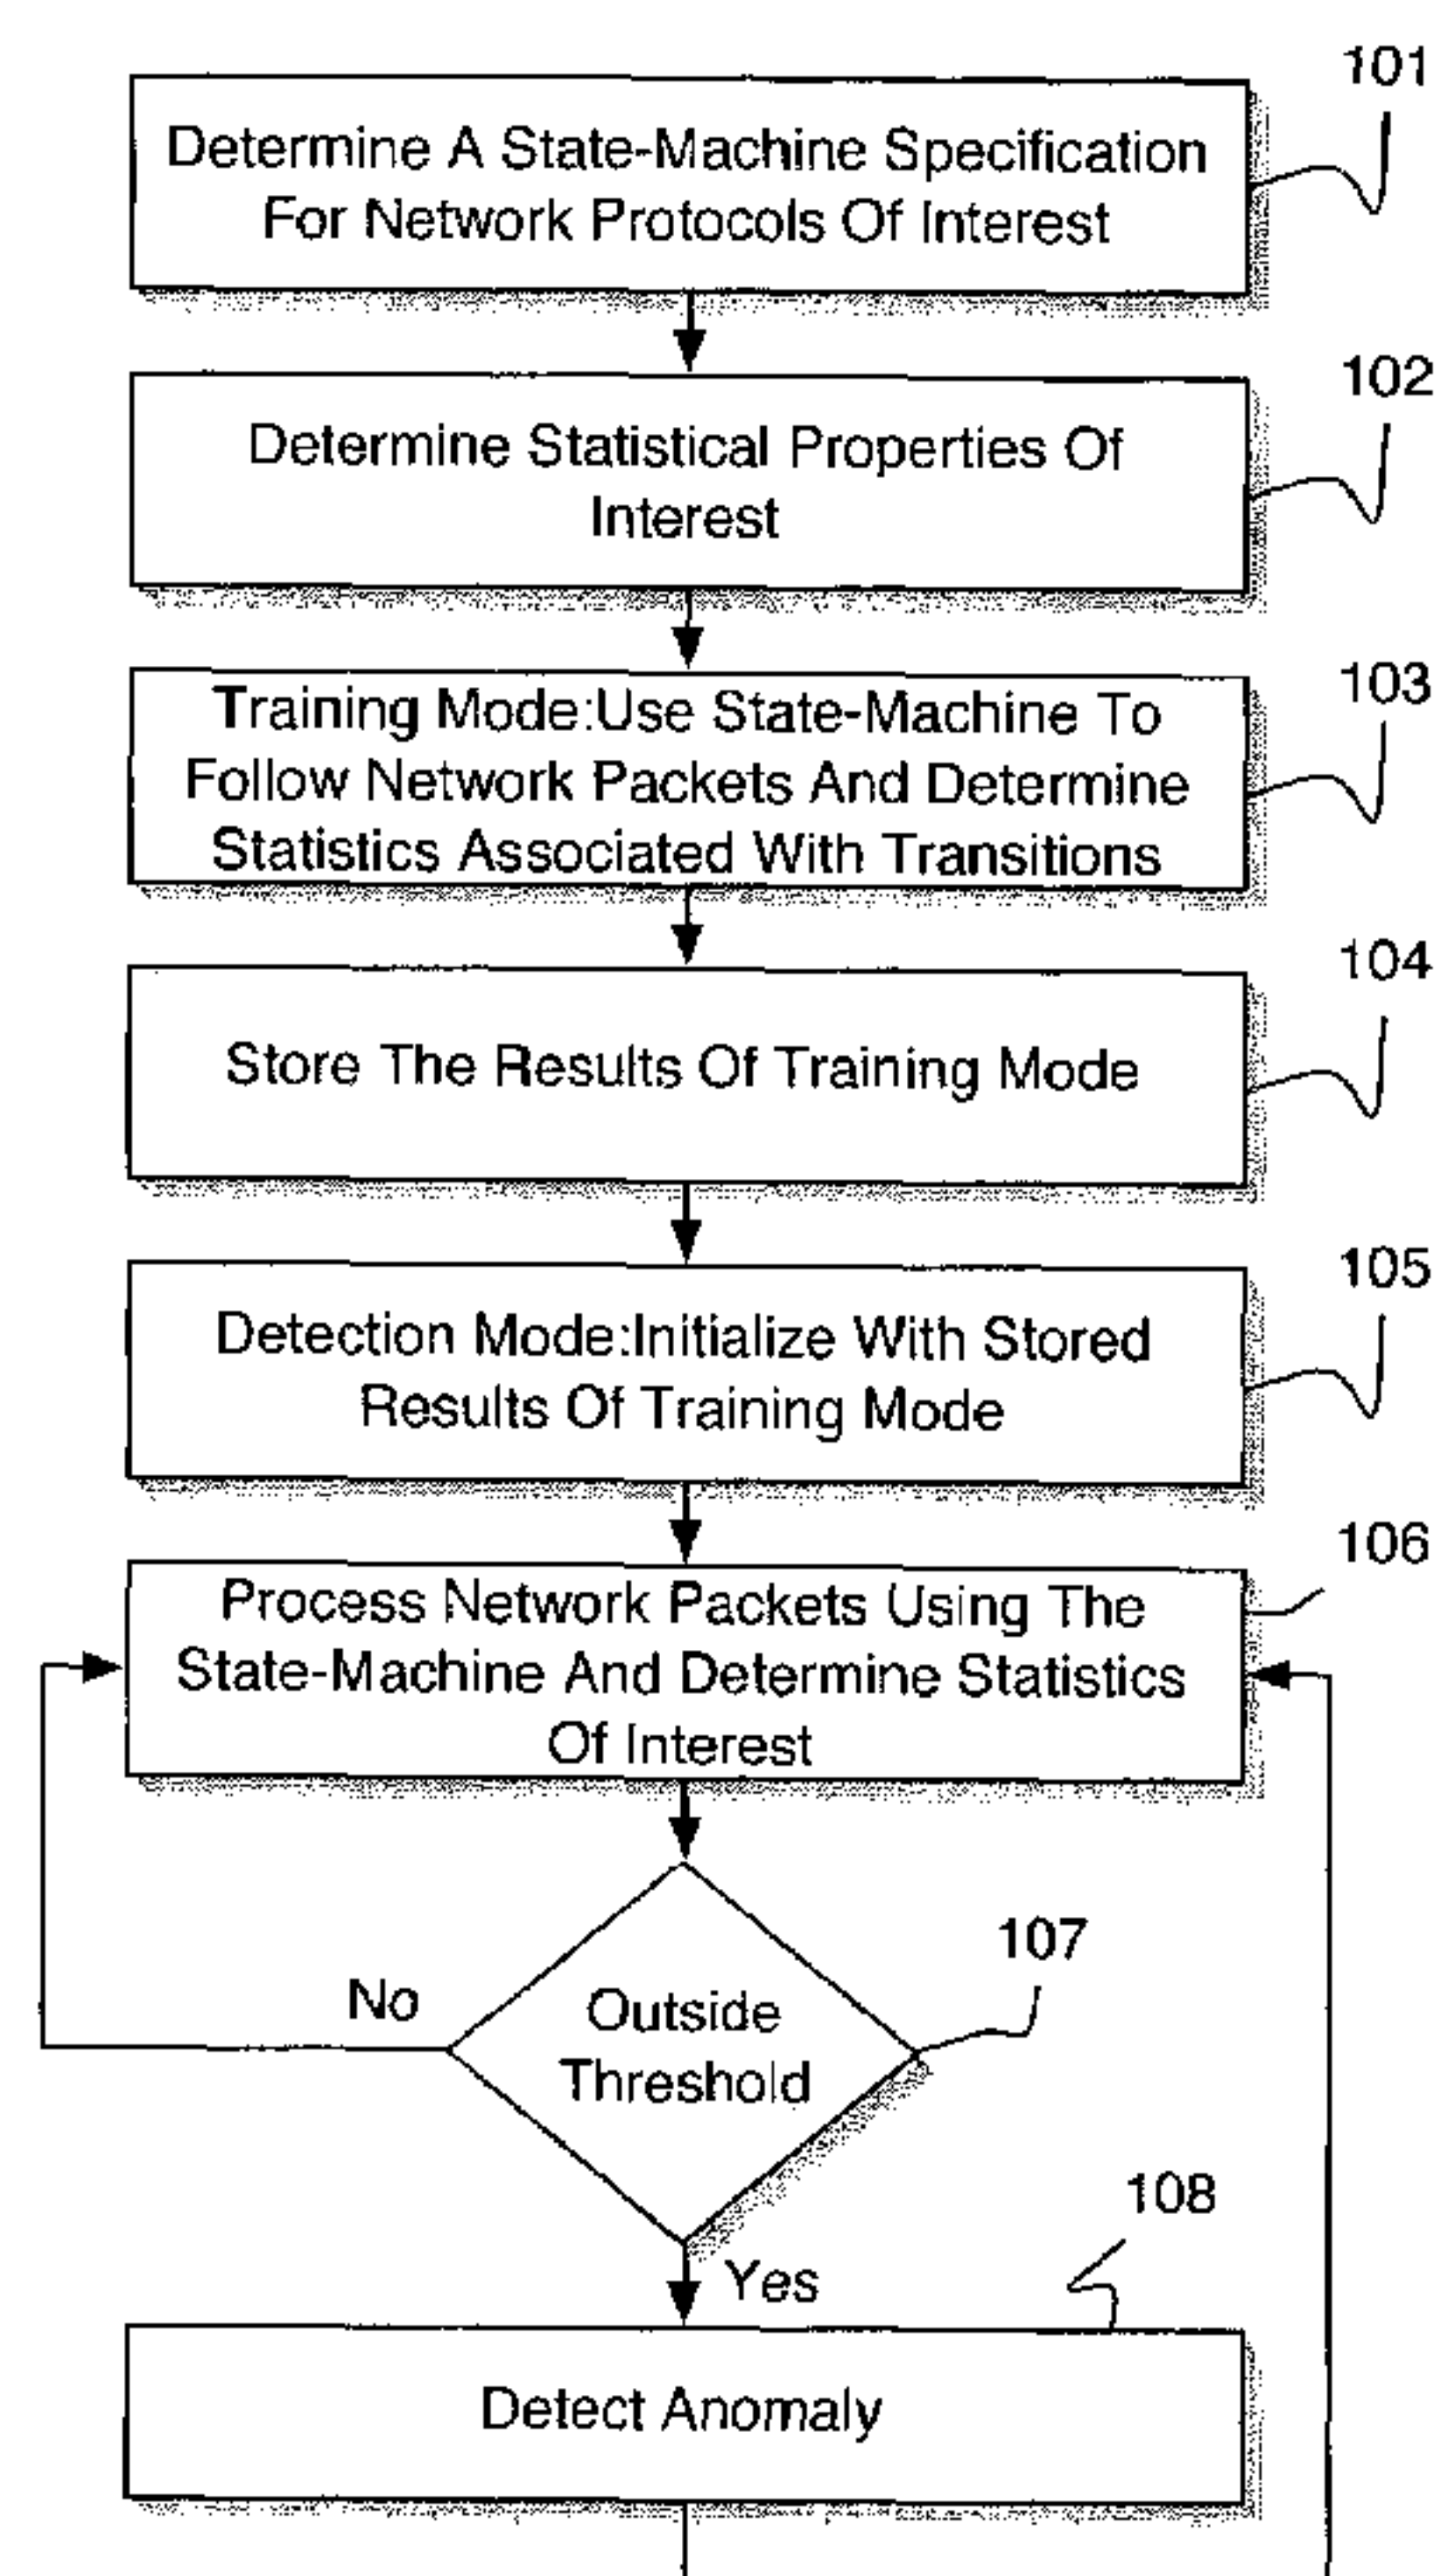 101
Determine A State-Machine Specification
For Network Protocols Of Interest
102
Determine Statistical Properties Of
Interest
103
Training Mode:Use State-Machine To
Follow Network Packets And Determine
Statistics Associated With Transitions
104
Store The Results Of Training Mode
105
Detection Mode:Initialize With Stored
Results Of Training Mode
106
Process Network Packets Using The
State-Machine And Determine Statistics
Of Interest
107
No
Outside
Threshold
108
Yes
Detect Anomaly